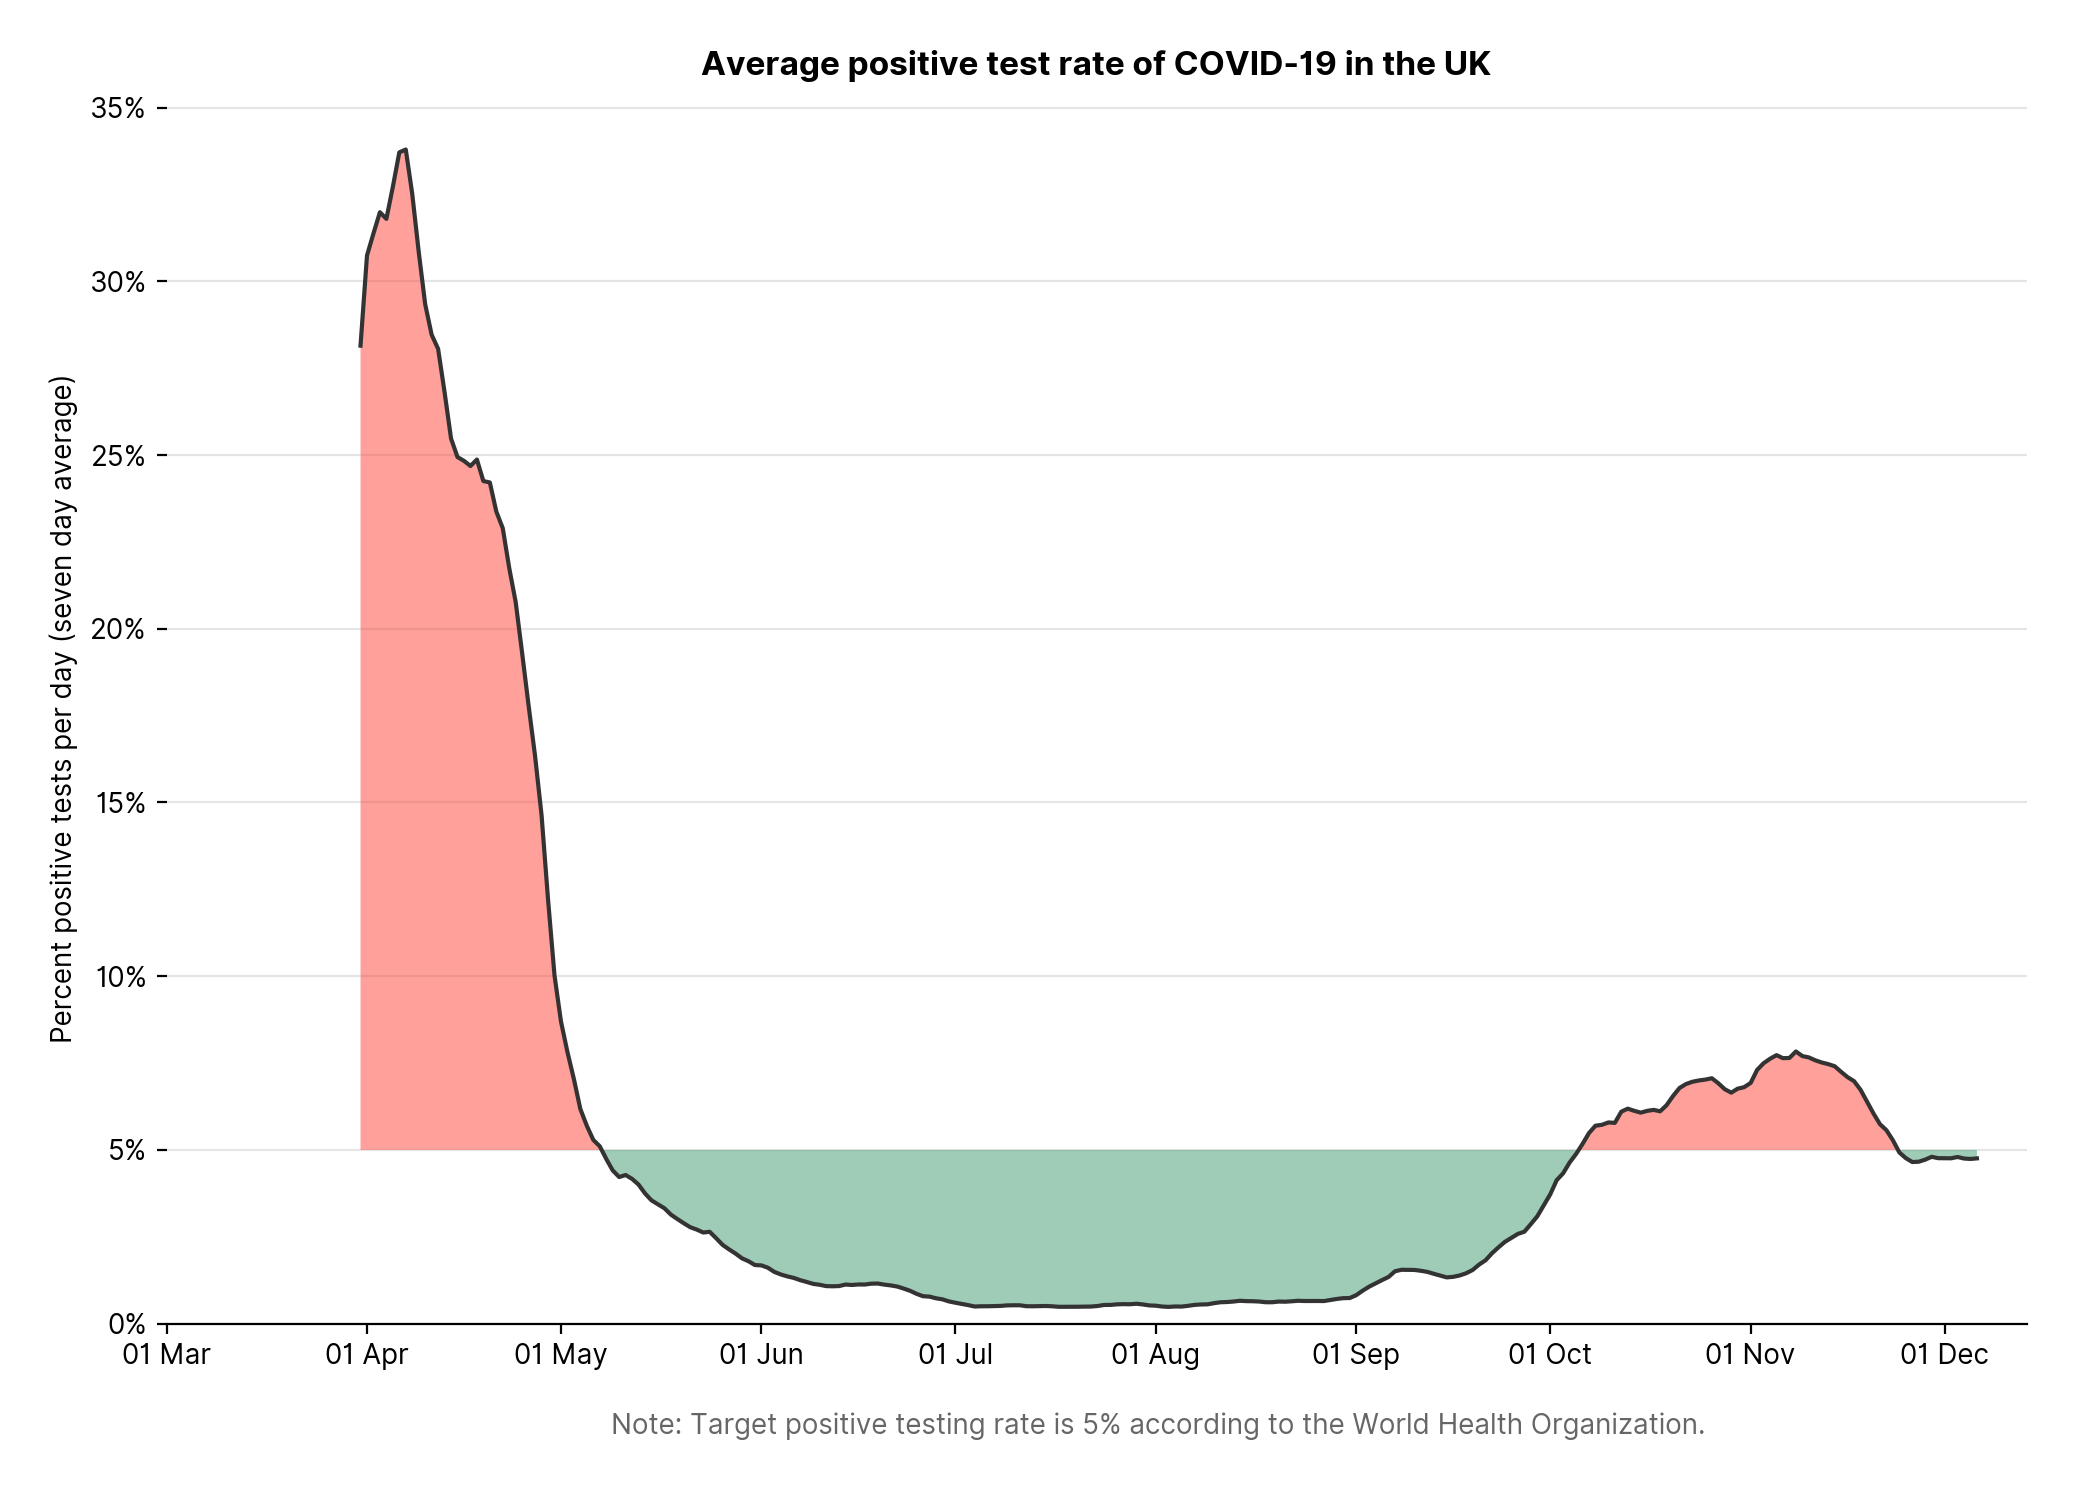 Average positive test rate of COVID-19 in the UK
35%
30%
25%
20%
15%
10%
5%
0%
Percent positive tests per day (seven day average)
01 Mar
01 Apr
01 May
01 Jun
01 Jul
01 Aug
01 Sep
01 Oct
01 Nov
01 Dec
Note: Target positive testing rate is 5% according to the World Health Organization.